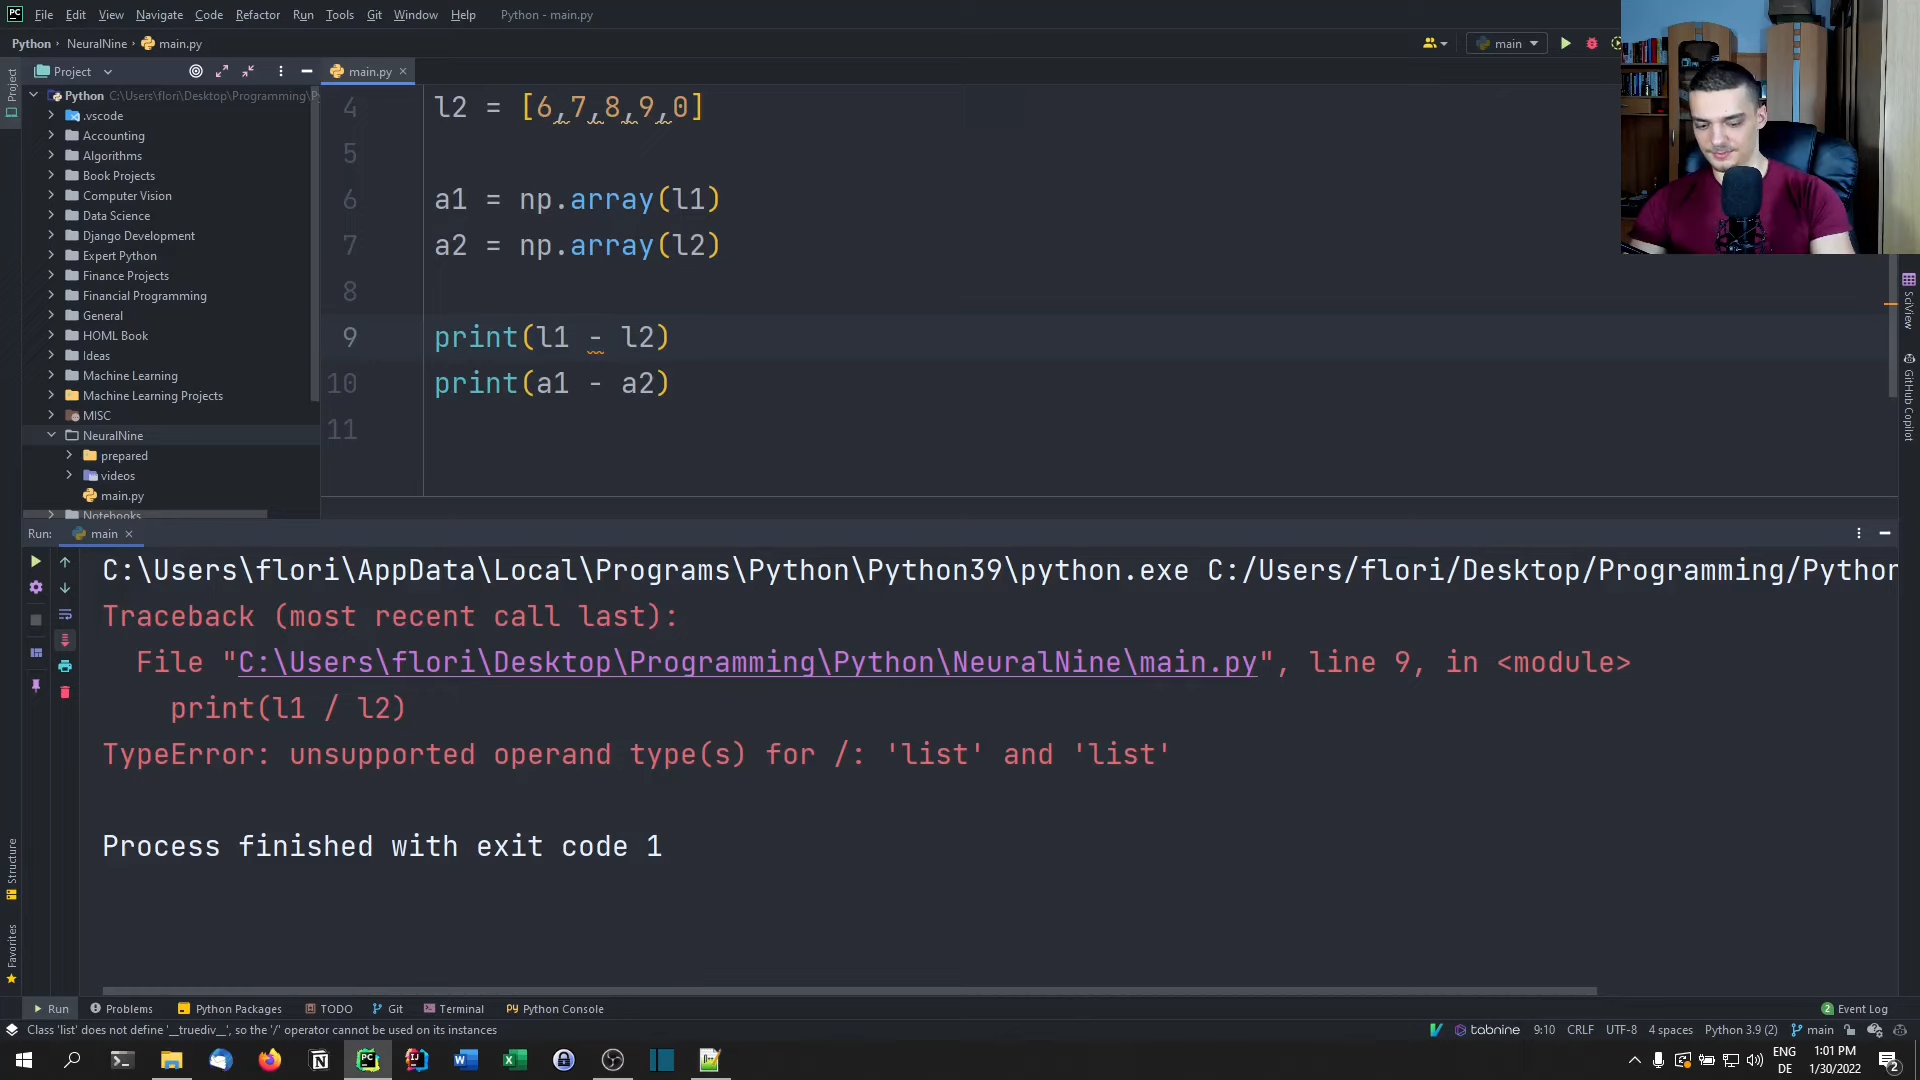 File Edit View Navigate Code Refactor Run Tools Git Window Help Python - main.py
Python NeuralNine main.py
main
Project
main.py
Python C:\Users\flori\Desktop\Programming\P
.vscode
Accounting
Algorithms
Book Projects
Computer Vision
Data Science
Django Development
Expert Python
Finance Projects
Financial Programming
General
HOML Book
Ideas
Machine Learning
Machine Learning Projects
MISC
NeuralNine
prepared
videos
main.py
Notebooks
4 l2 = [6,7,8,9,0]
5
6 a1 = np.array(l1)
7 a2 = np.array(l2)
8
9 print(l1 - l2)
10 print(a1 - a2)
11
Project
Structure
Favorites
SciView
GitHub Copilot
Run: main
C:\Users\flori\AppData\Local\Programs\Python\Python39\python.exe C:/Users/flori/Desktop/Programming/Python
Traceback (most recent call last):
File "C:\Users\flori\Desktop\Programming\Python\NeuralNine\main.py", line 9, in <module>
print(l1 / l2)
TypeError: unsupported operand type(s) for /: 'list' and 'list'
Process finished with exit code 1
Run Problems Python Packages TODO Git Terminal Python Console 2 Event Log
Class 'list' does not define '__truediv__', so the '/' operator cannot be used on its instances tabnine 9:10 CRLF UTF-8 4 spaces Python 3.9 (2) main
ENG 1:01 PM
DE 1/30/2022 2